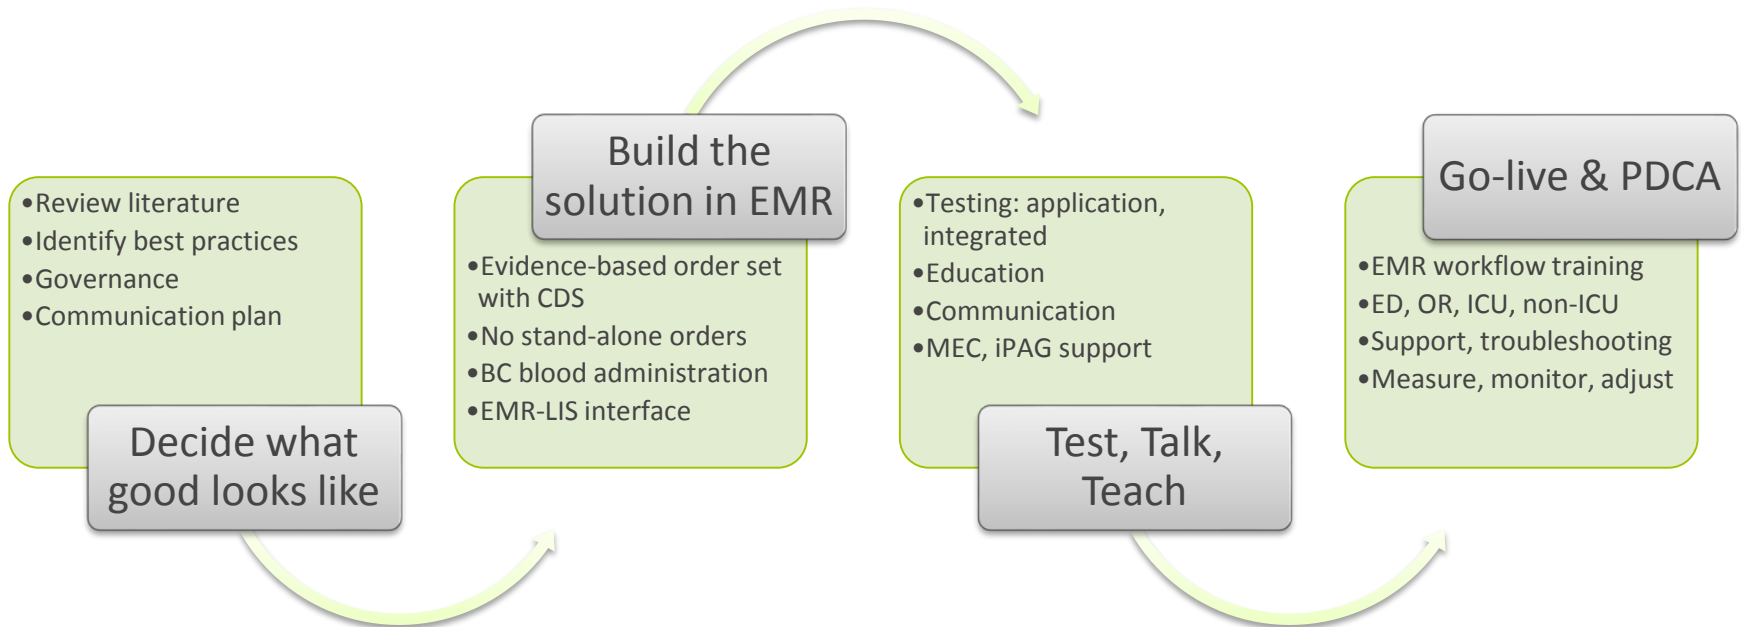 •Review literature
•Identify best practices
•Governance
•Communication plan
Decide what
good looks like
Build the
solution in EMR
•Evidence-based order set
with CDS
•No stand-alone orders
•BC blood administration
•EMR-LIS interface
•Testing: application,
integrated
•Education
•Communication
•MEC, iPAG support
Test, Talk,
Teach
Go-live & PDCA
•EMR workflow training
•ED, OR, ICU, non-ICU
•Support, troubleshooting
•Measure, monitor, adjust